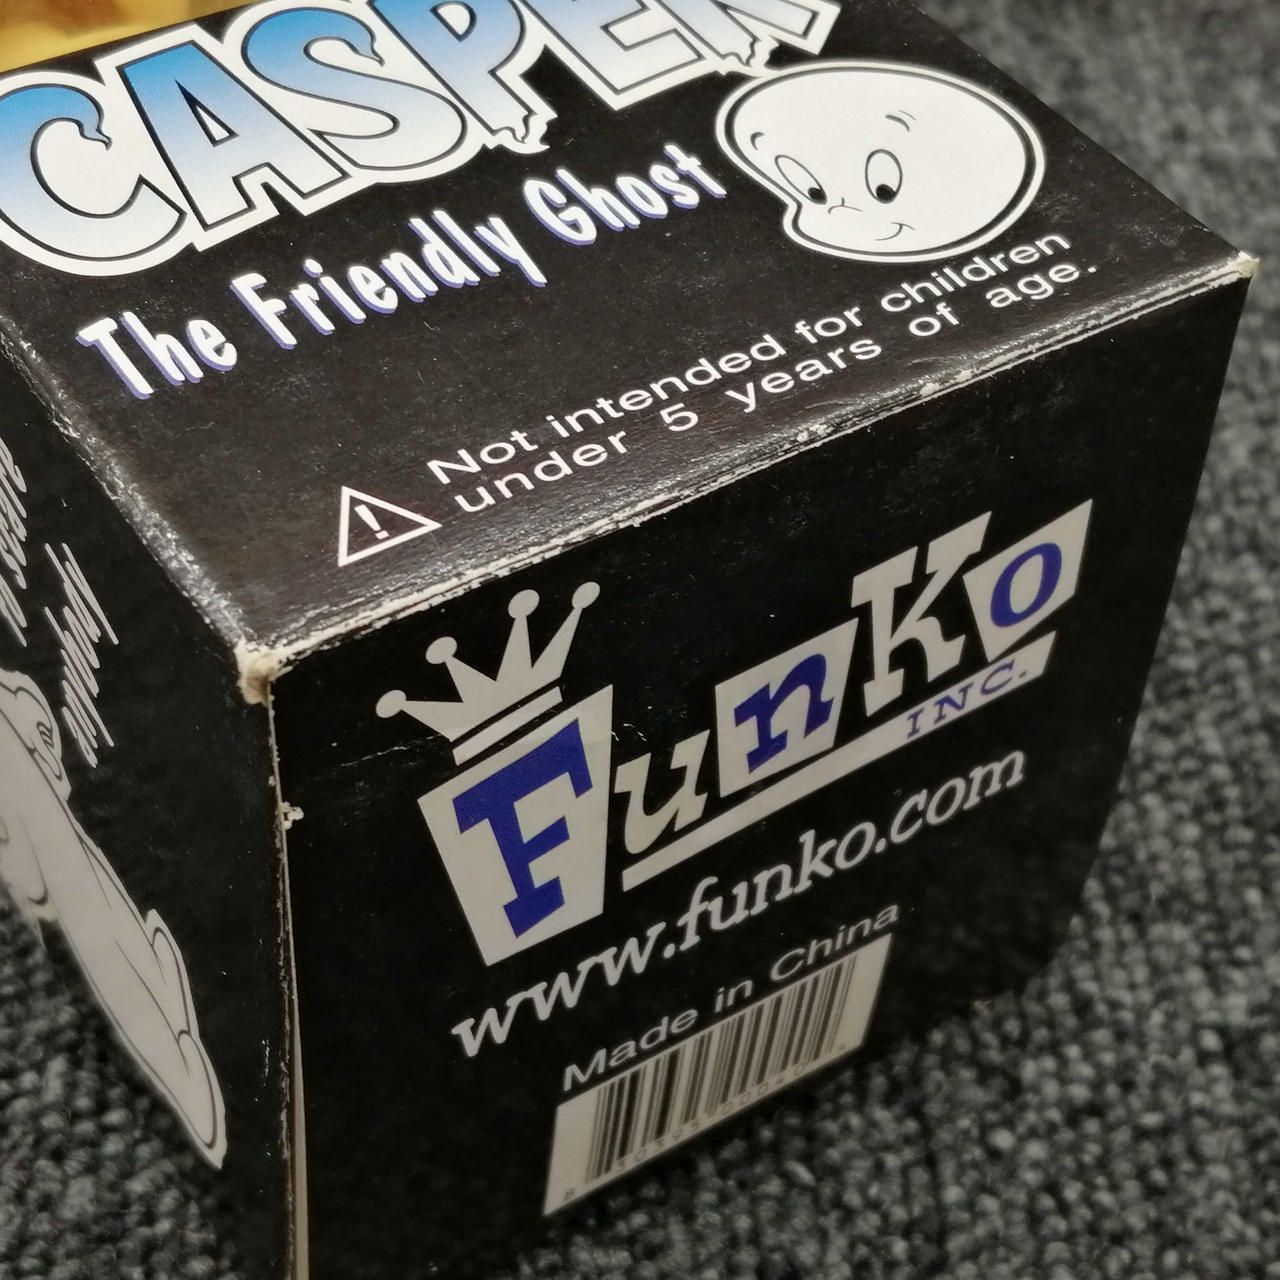 CASPER
The Friendly Ghost
Not intended for children
under 5 years of age.
Funko
INC.
www.funko.com
Made in China